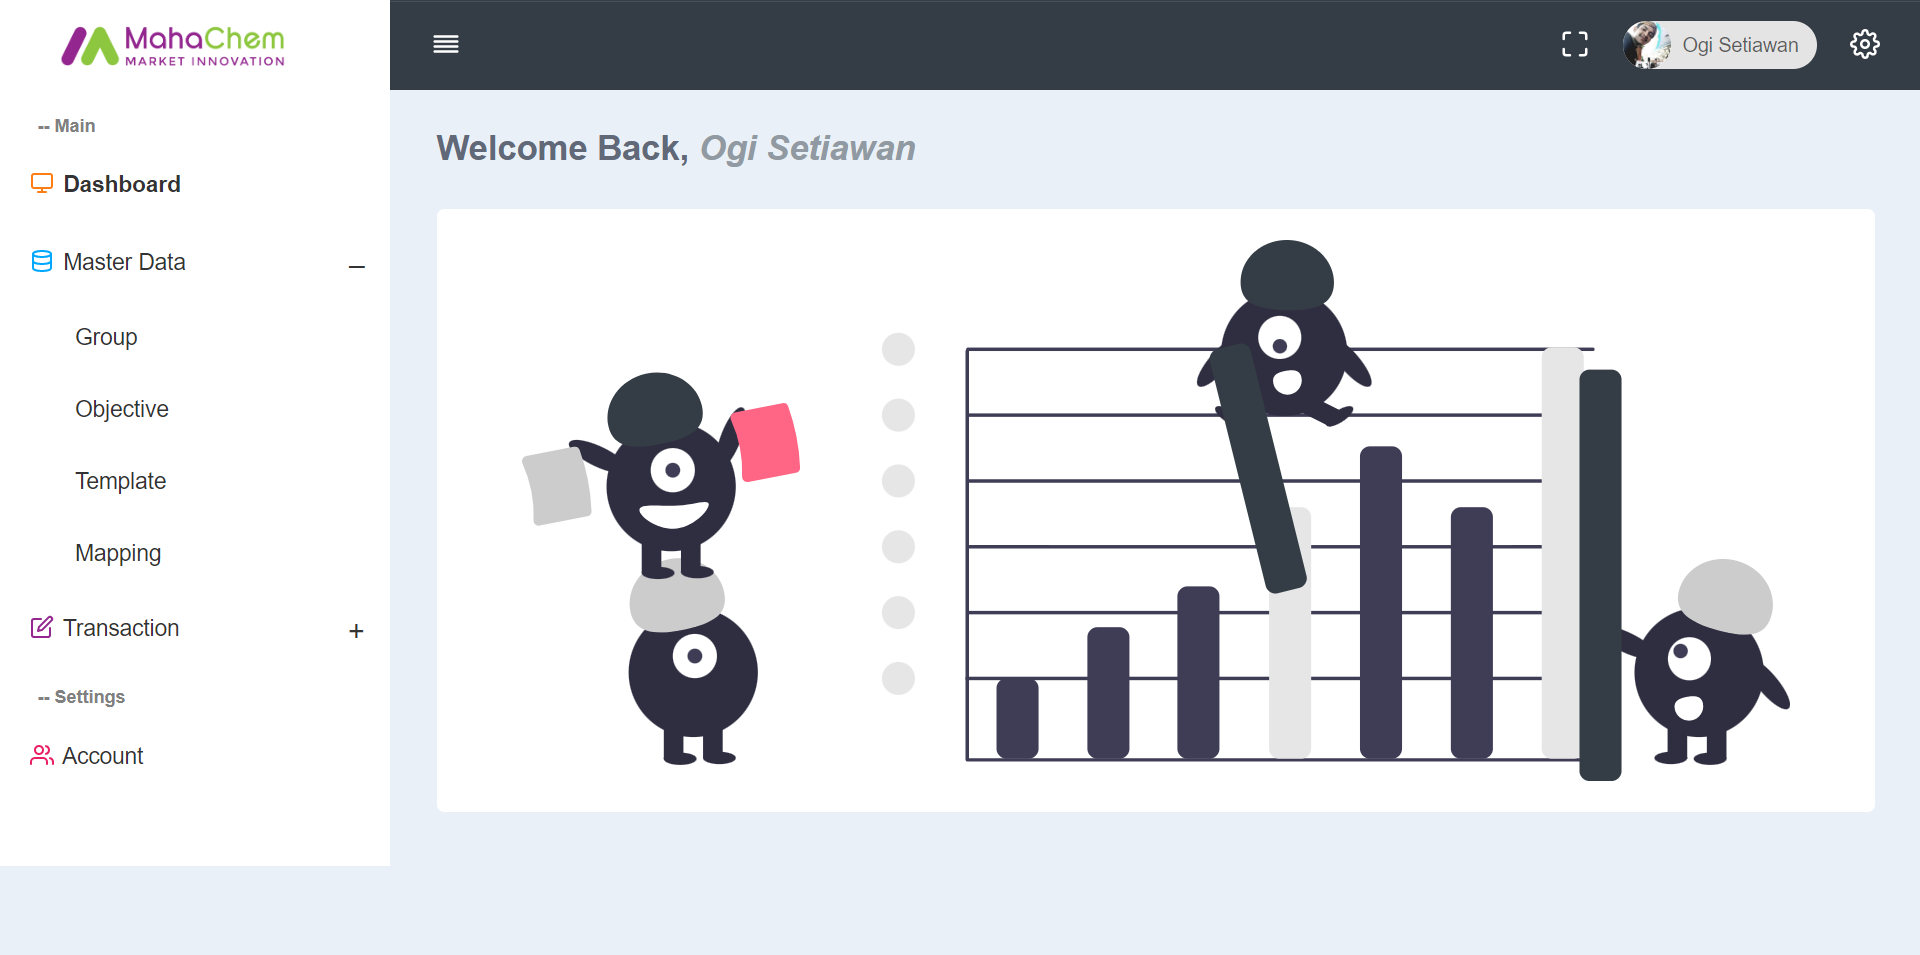 MahaChem
MARKET INNOVATION
Ogi Setiawan
-- Main
Dashboard
Master Data
Group
Objective
Template
Mapping
Transaction
-- Settings
Account
Welcome Back, Ogi Setiawan